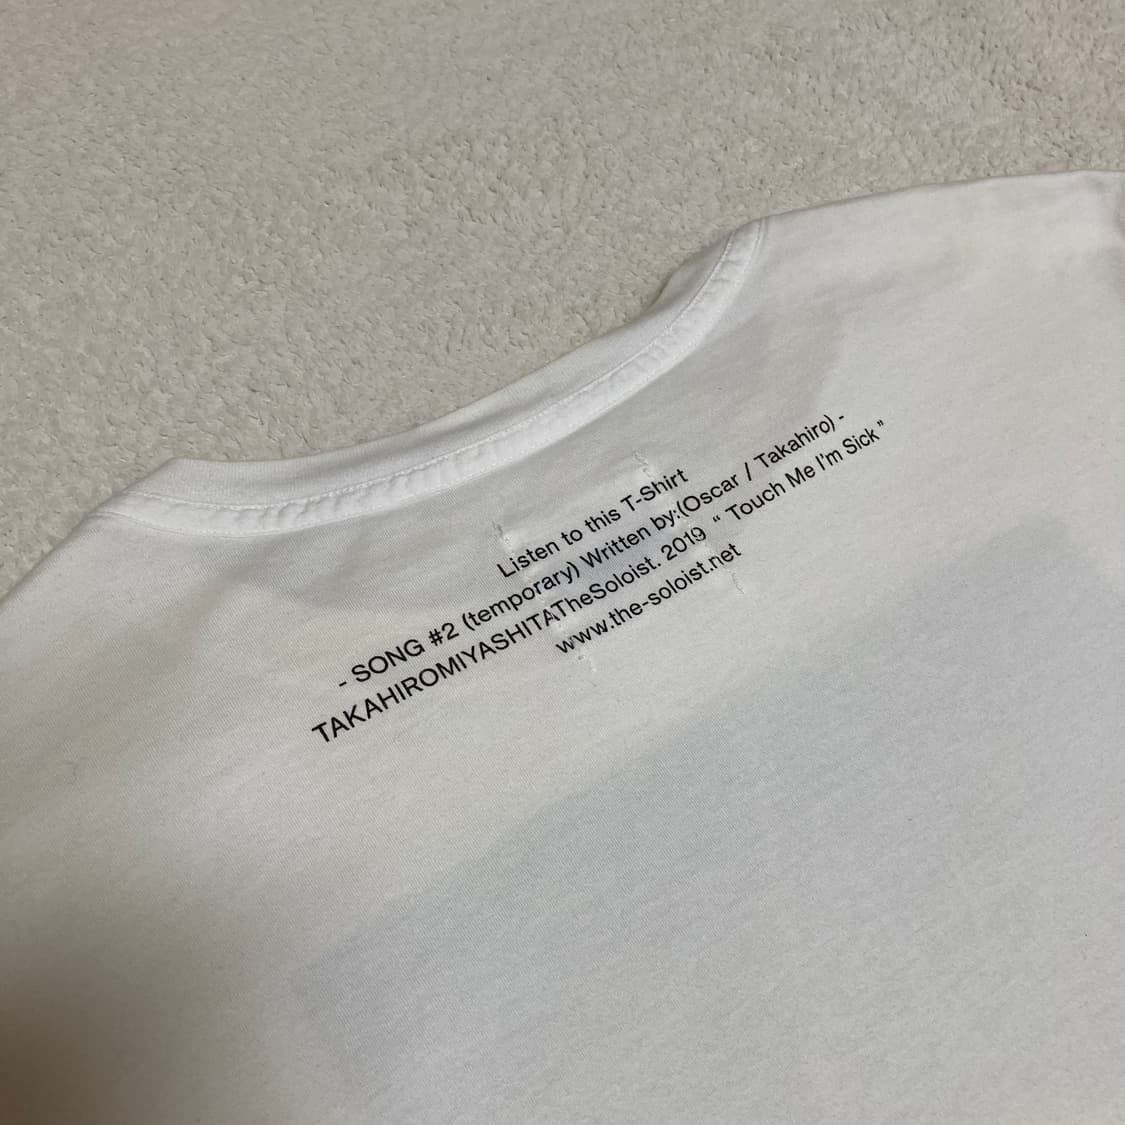 Listen to this T-Shirt
- SONG #2 (temporary) Written by:(Oscar / Takahiro) -
TAKAHIROMIYASHITATheSoloist. 2019 " Touch Me I'm Sick "
www.the-soloist.net